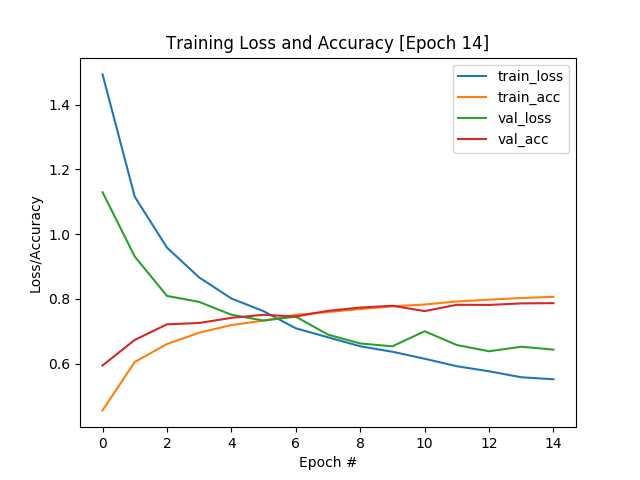 Training Loss and Accuracy [Epoch 14]
train_loss
train_acc
val_loss
val_acc
Loss/Accuracy
1.4
1.2
1.0
0.8
0.6
0 2 4 6 8 10 12 14
Epoch #